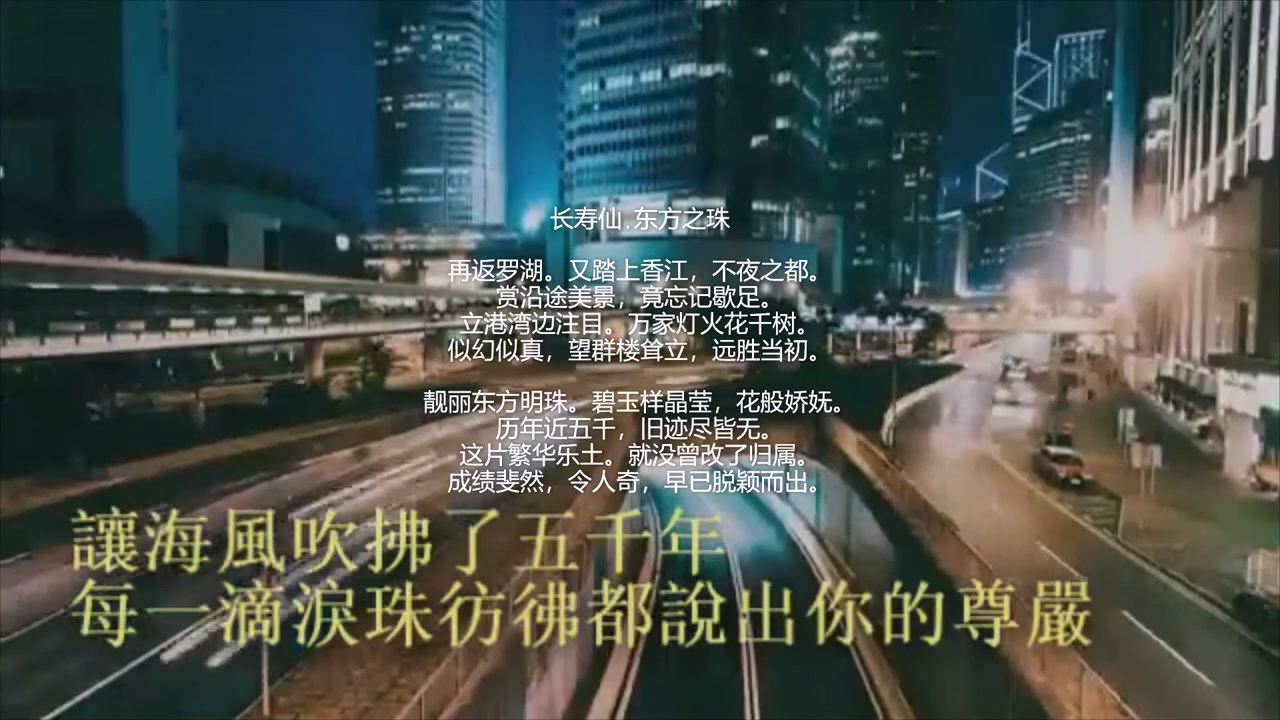 长寿仙.东方之珠
再返罗湖。又踏上香江，不夜之都。
赏沿途美景，竟忘记歇足。
立港湾边注目。万家灯火花千树。
似幻似真，望群楼耸立，远胜当初。
靓丽东方明珠。碧玉样晶莹，花般娇妩。
历年近五千，旧迹尽皆无。
这片繁华乐土。就没曾改了归属。
成绩斐然，令人奇，早已脱颖而出。
讓海風吹拂了五千年
每一滴淚珠彷彿都說出你的尊嚴